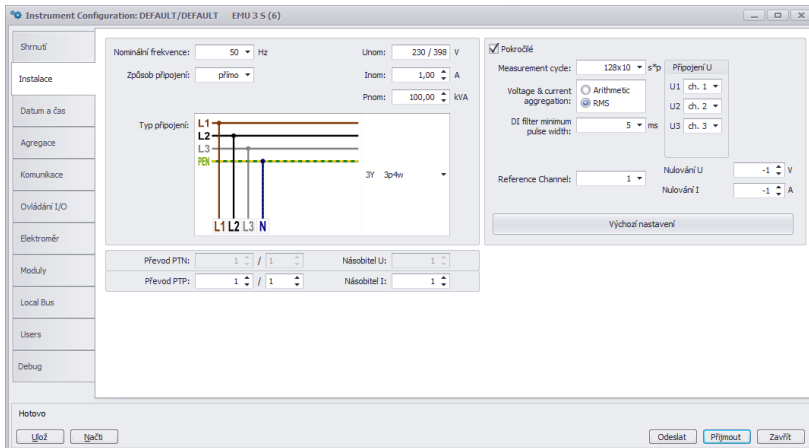 Instrument Configuration: DEFAULT/DEFAULT EMU 3 S (6)
Shrnutí
Instalace
Datum a čas
Agregace
Komunikace
Ovládání I/O
Elektroměr
Moduly
Local Bus
Users
Debug
Nominální frekvence: 50 Hz
Unom: 230 / 398 V
Způsob připojení: přímo
Inom: 1,00 A
Pnom: 100,00 kVA
Typ připojení:
L1
L2
L3
PEN
L1 L2 L3 N
3Y 3p4w
Převod PTN: 1 / 1
Násobitel U: 1
Převod PTP: 1 / 1
Násobitel I: 1
Pokročilé
Measurement cycle: 128x10 s*p
Voltage & current aggregation:
Arithmetic
RMS
DI filter minimum pulse width: 5 ms
Připojení U
U1 ch. 1
U2 ch. 2
U3 ch. 3
Reference Channel: 1
Nulování U -1 V
Nulování I -1 A
Výchozí nastavení
Hotovo
Ulož
Načti
Odeslat
Přijmout
Zavřít